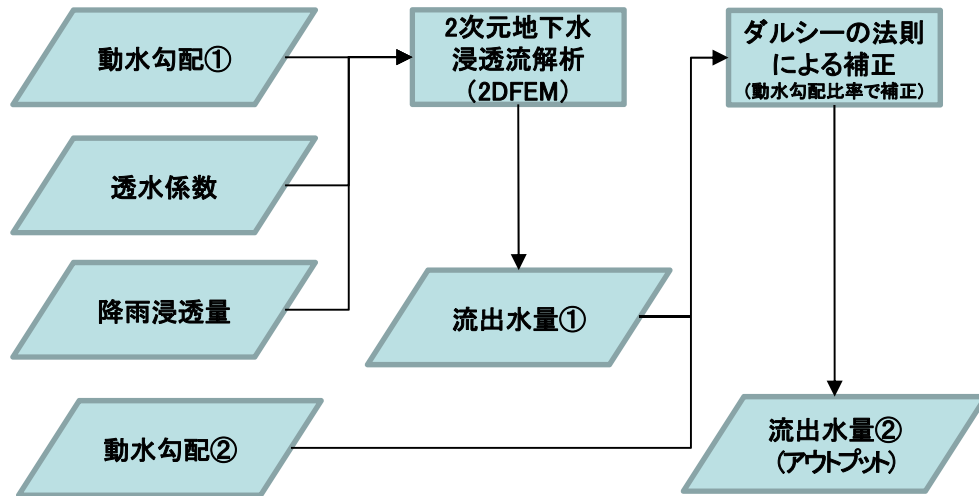 動水勾配①
2次元地下水
浸透流解析
(2DFEM)
ダルシーの法則
による補正
(動水勾配比率で補正)
透水係数
降雨浸透量
流出水量①
動水勾配②
流出水量②
(アウトプット)